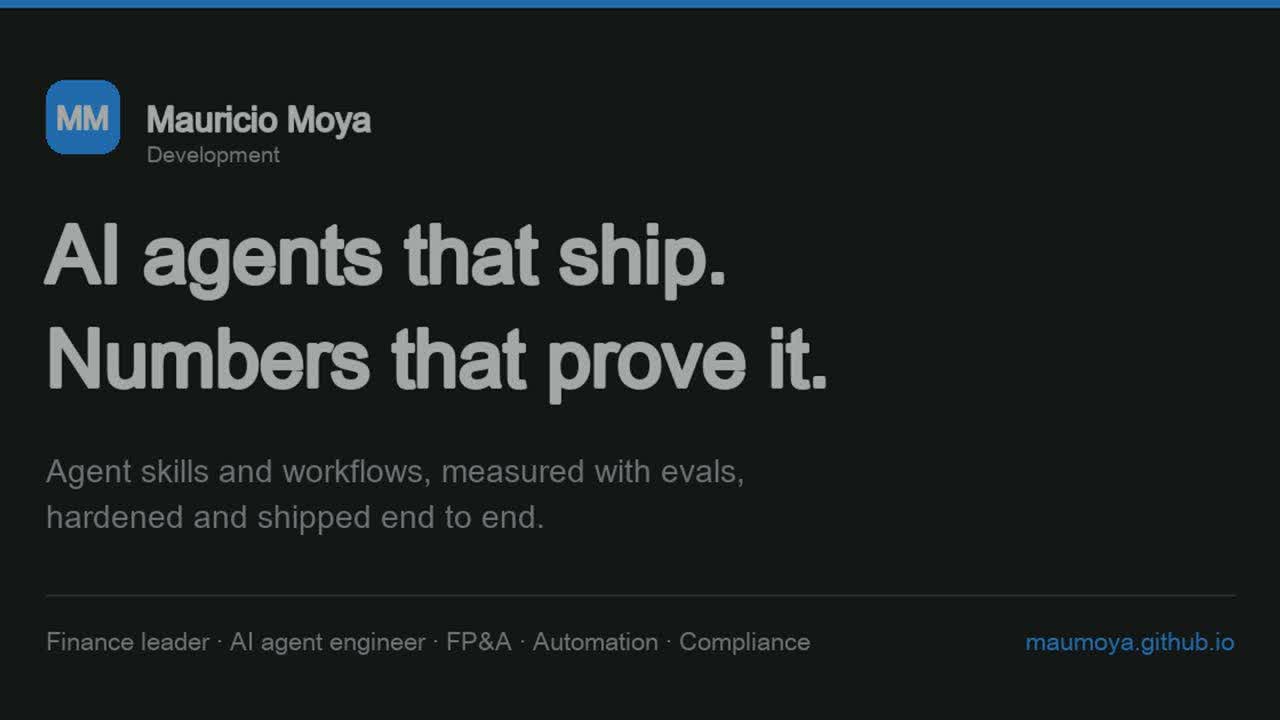 MM
Mauricio Moya
Development
AI agents that ship.
Numbers that prove it.
Agent skills and workflows, measured with evals,
hardened and shipped end to end.
Finance leader · AI agent engineer · FP&A · Automation · Compliance
maumoya.github.io